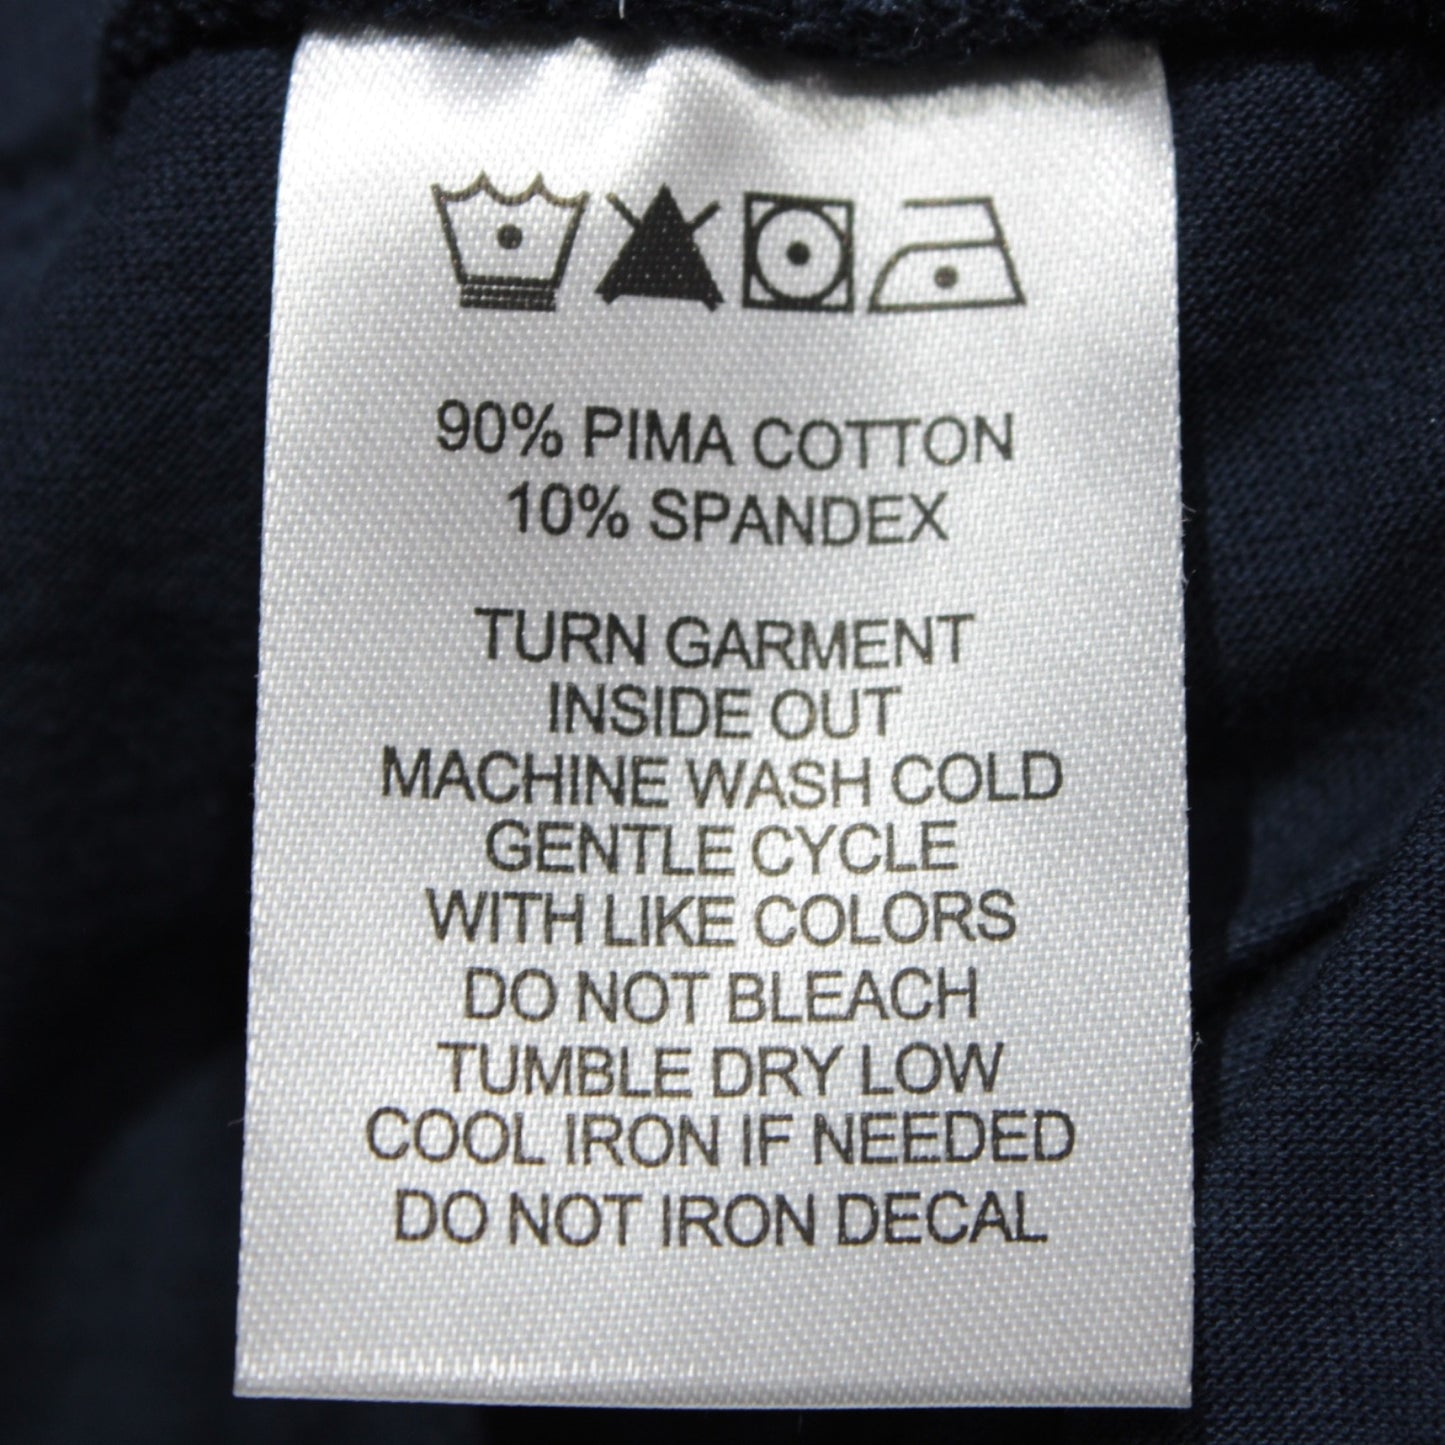 90% PIMA COTTON
10% SPANDEX
TURN GARMENT
INSIDE OUT
MACHINE WASH COLD
GENTLE CYCLE
WITH LIKE COLORS
DO NOT BLEACH
TUMBLE DRY LOW
COOL IRON IF NEEDED
DO NOT IRON DECAL